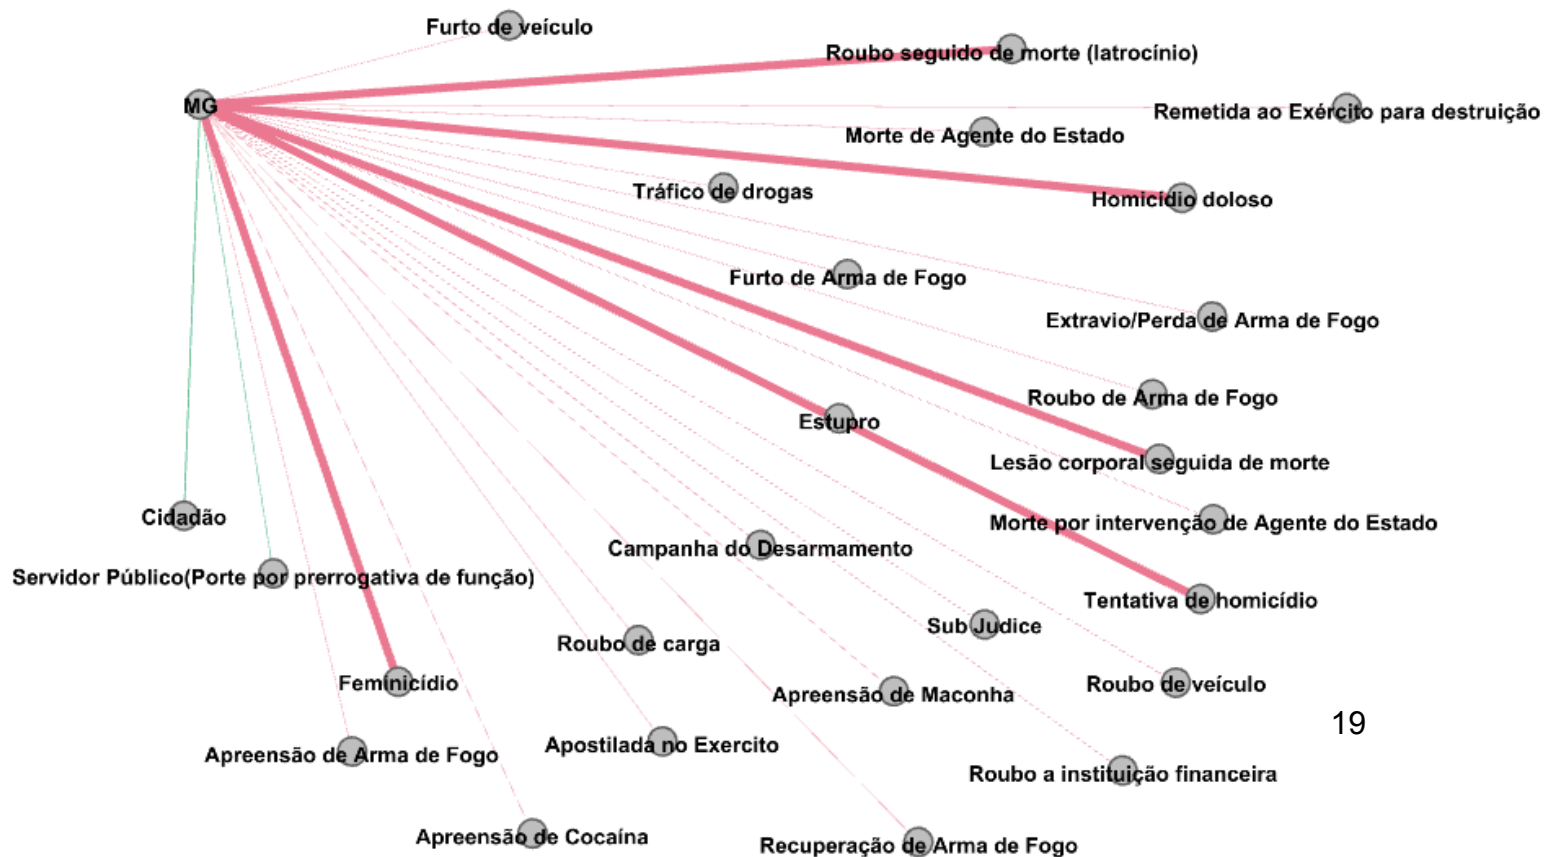 Furto de veículo
Roubo seguido de morte (latrocínio)
MG
Remetida ao Exército para destruição
Morte de Agente do Estado
Tráfico de drogas
Homicídio doloso
Furto de Arma de Fogo
Extravio/Perda de Arma de Fogo
Roubo de Arma de Fogo
Estupro
Lesão corporal seguida de morte
Cidadão
Morte por intervenção de Agente do Estado
Campanha do Desarmamento
Servidor Público(Porte por prerrogativa de função)
Tentativa de homicídio
Sub Judice
Roubo de carga
Feminicídio
Apreensão de Maconha
Roubo de veículo
19
Apreensão de Arma de Fogo
Apostilada no Exercito
Roubo a instituição financeira
Apreensão de Cocaína
Recuperação de Arma de Fogo